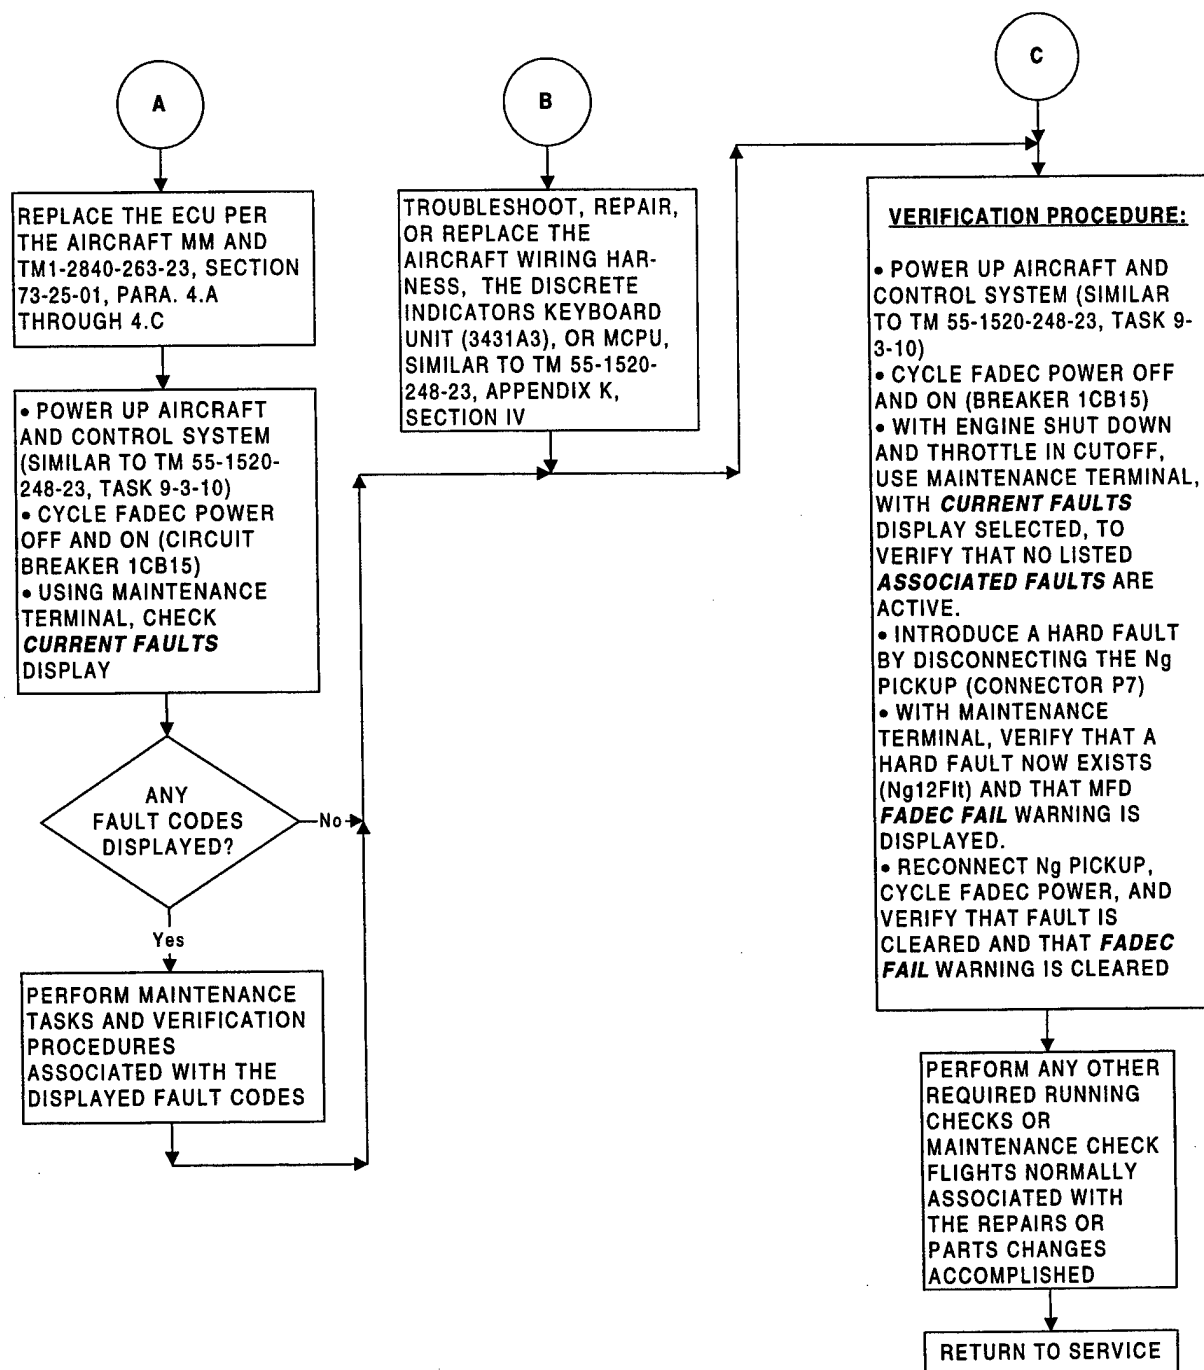 A
REPLACE THE ECU PER
THE AIRCRAFT MM AND
TM1-2840-263-23, SECTION
73-25-01, PARA. 4.A
THROUGH 4.C
• POWER UP AIRCRAFT
AND CONTROL SYSTEM
(SIMILAR TO TM 55-1520-
248-23, TASK 9-3-10)
• CYCLE FADEC POWER
OFF AND ON (CIRCUIT
BREAKER 1CB15)
• USING MAINTENANCE
TERMINAL, CHECK
CURRENT FAULTS
DISPLAY
ANY
FAULT CODES
DISPLAYED?
No
Yes
PERFORM MAINTENANCE
TASKS AND VERIFICATION
PROCEDURES
ASSOCIATED WITH THE
DISPLAYED FAULT CODES
B
TROUBLESHOOT, REPAIR,
OR REPLACE THE
AIRCRAFT WIRING HAR-
NESS, THE DISCRETE
INDICATORS KEYBOARD
UNIT (3431A3), OR MCPU,
SIMILAR TO TM 55-1520-
248-23, APPENDIX K,
SECTION IV
C
VERIFICATION PROCEDURE:
• POWER UP AIRCRAFT AND
CONTROL SYSTEM (SIMILAR
TO TM 55-1520-248-23, TASK 9-
3-10)
• CYCLE FADEC POWER OFF
AND ON (BREAKER 1CB15)
• WITH ENGINE SHUT DOWN
AND THROTTLE IN CUTOFF,
USE MAINTENANCE TERMINAL,
WITH CURRENT FAULTS
DISPLAY SELECTED, TO
VERIFY THAT NO LISTED
ASSOCIATED FAULTS ARE
ACTIVE.
• INTRODUCE A HARD FAULT
BY DISCONNECTING THE Ng
PICKUP (CONNECTOR P7)
• WITH MAINTENANCE
TERMINAL, VERIFY THAT A
HARD FAULT NOW EXISTS
(Ng12Flt) AND THAT MFD
FADEC FAIL WARNING IS
DISPLAYED.
• RECONNECT Ng PICKUP,
CYCLE FADEC POWER, AND
VERIFY THAT FAULT IS
CLEARED AND THAT FADEC
FAIL WARNING IS CLEARED
PERFORM ANY OTHER
REQUIRED RUNNING
CHECKS OR
MAINTENANCE CHECK
FLIGHTS NORMALLY
ASSOCIATED WITH
THE REPAIRS OR
PARTS CHANGES
ACCOMPLISHED
RETURN TO SERVICE